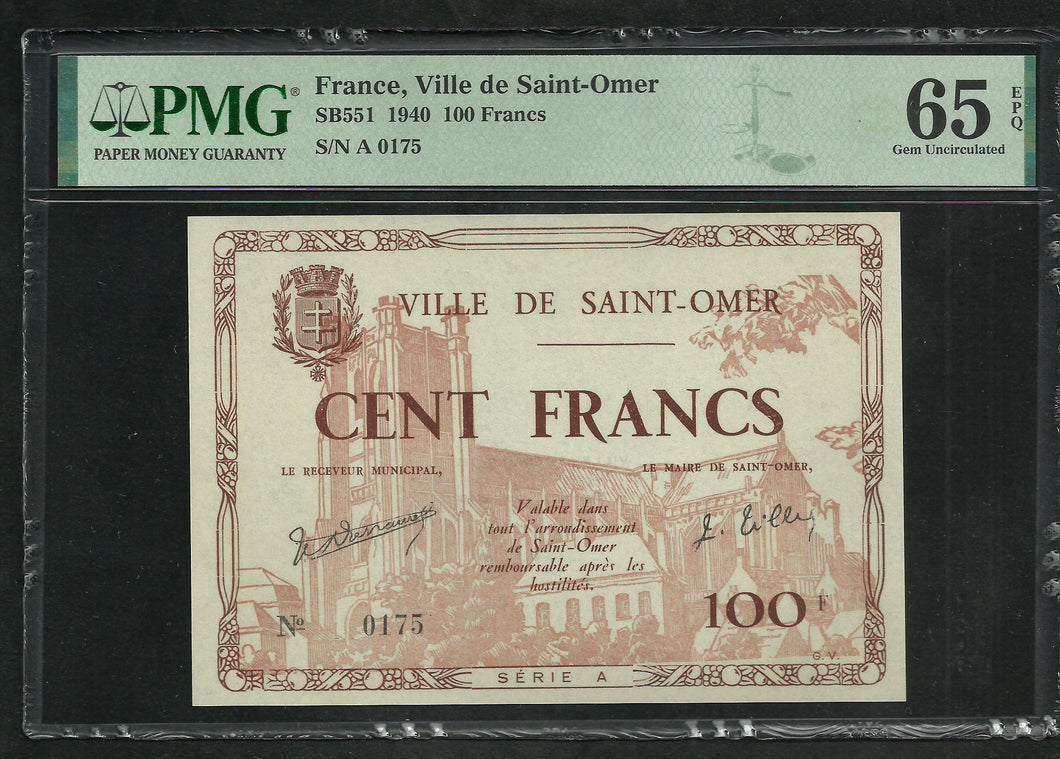 PMG®
PAPER MONEY GUARANTY
France, Ville de Saint-Omer
SB551 1940 100 Francs
S/N A 0175
65
EPQ
Gem Uncirculated
VILLE DE SAINT-OMER
CENT FRANCS
LE RECEVEUR MUNICIPAL,
LE MAIRE DE SAINT-OMER,
Valable dans
tout l'arrondissement
de Saint-Omer
remboursable après les
hostilités.
Nº 0175
100 F
G.V.
SÉRIE A